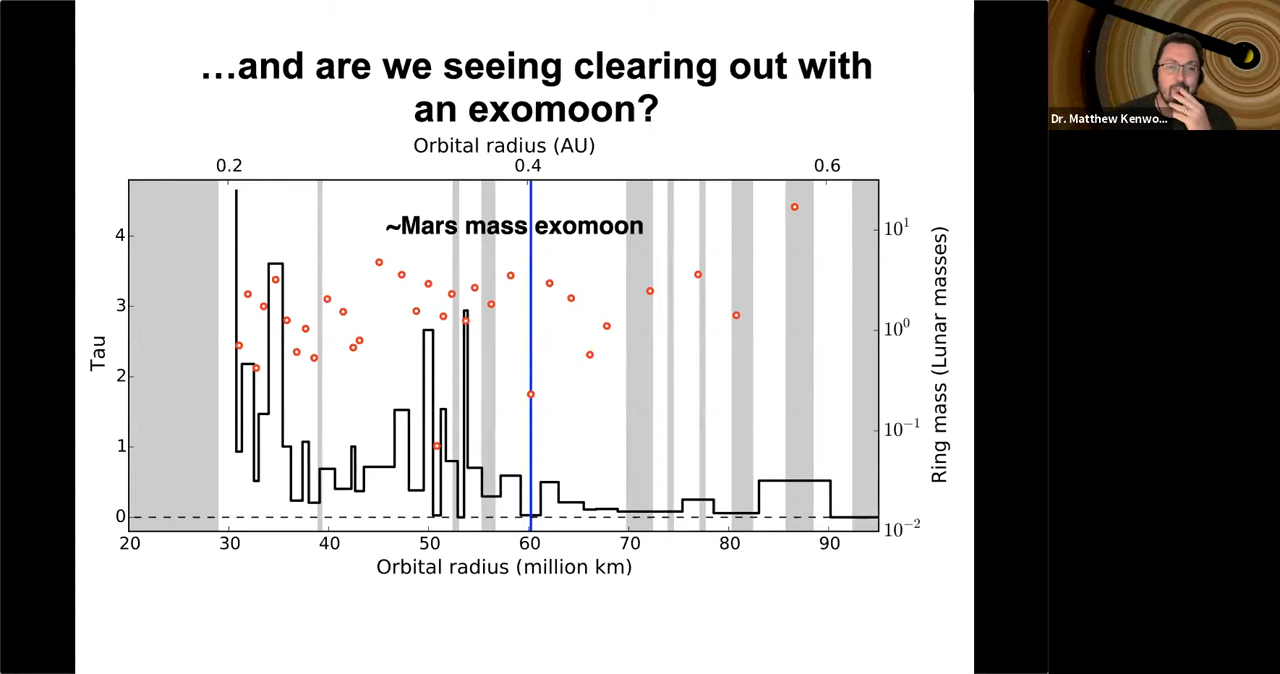 …and are we seeing clearing out with
an exomoon?
Orbital radius (AU)
0.2 0.4 0.6
~Mars mass exomoon
Tau
4
3
2
1
0
10¹
10⁰
10⁻¹
10⁻²
Ring mass (Lunar masses)
20 30 40 50 60 70 80 90
Orbital radius (million km)
Dr. Matthew Kenwo...